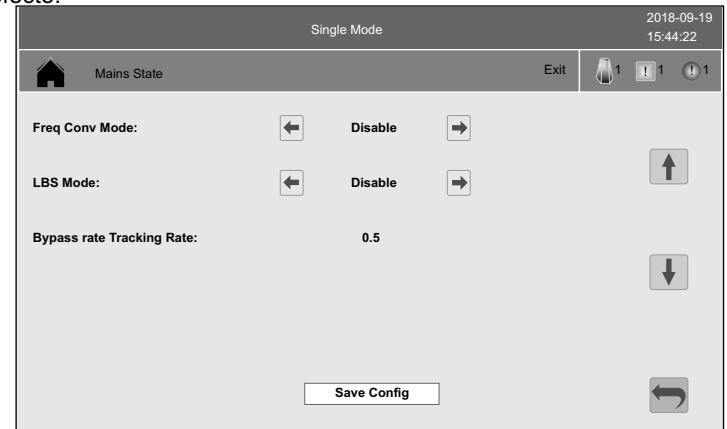 Single Mode
2018-09-19
15:44:22
Mains State
Exit
1
! 1
! 1
Freq Conv Mode:
Disable
LBS Mode:
Disable
Bypass rate Tracking Rate:
0.5
Save Config